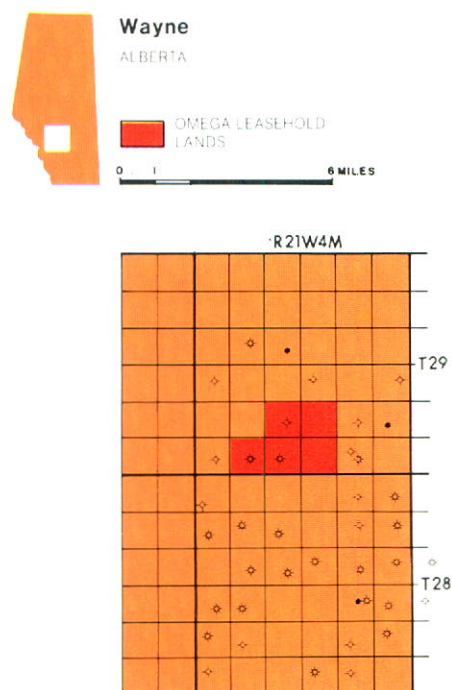 Wayne
ALBERTA
OMEGA LEASEHOLD
LANDS
0 1 6 MILES
R21W4M
T29
T28